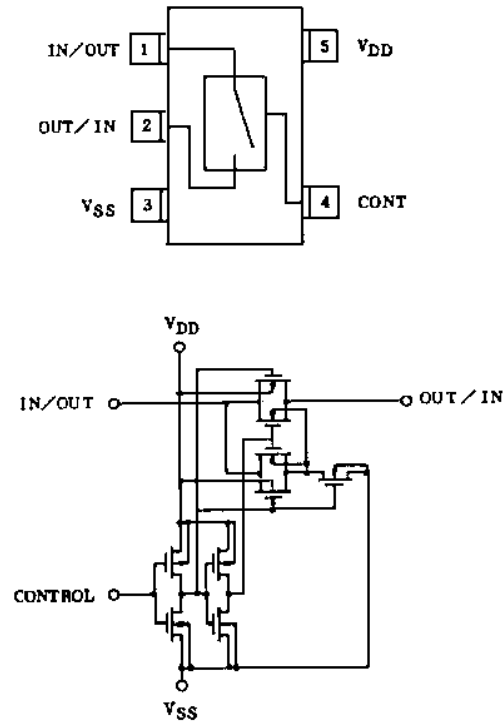 IN/OUT 1 5 VDD
OUT/IN 2
VSS 3 4 CONT
VDD
IN/OUT OUT/IN
CONTROL
VSS